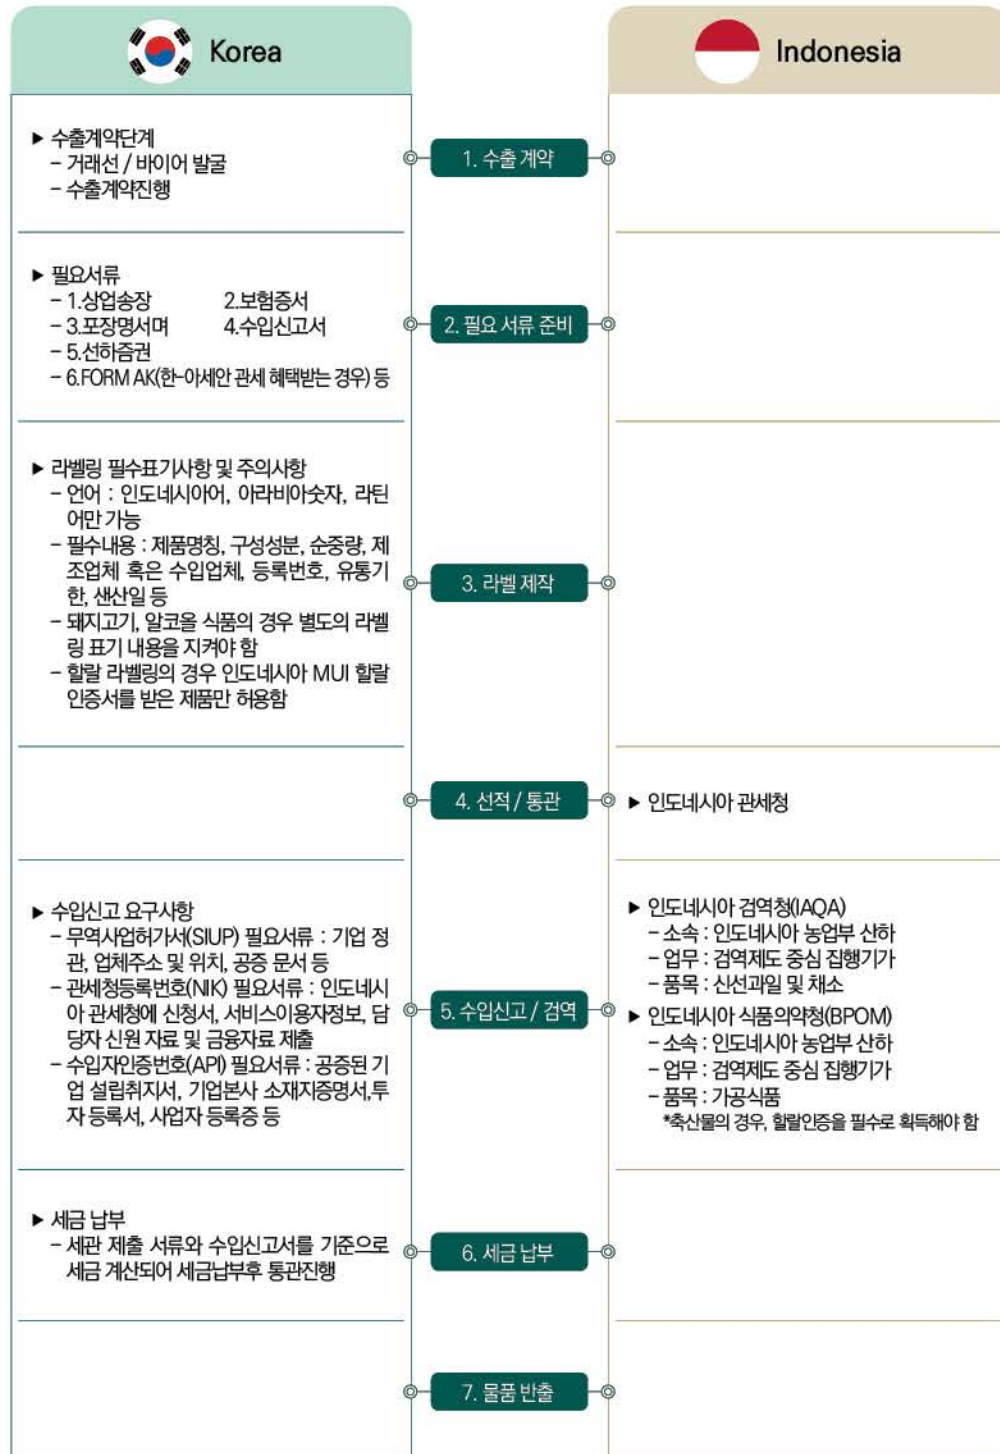 Korea
Indonesia
▶ 수출계약단계
– 거래선 / 바이어 발굴
– 수출계약진행
1. 수출 계약
▶ 필요서류
– 1.상업송장 2.보험증서
– 3.포장명서며 4.수입신고서
– 5.선하증권
– 6.FORM AK(한-아세안 관세 혜택받는 경우) 등
2. 필요 서류 준비
▶ 라벨링 필수표기사항 및 주의사항
– 언어 : 인도네시아어, 아라비아숫자, 라틴
어만 가능
– 필수내용 : 제품명칭, 구성성분, 순중량, 제
조업체 혹은 수입업체, 등록번호, 유통기
한, 샌산일 등
– 돼지고기, 알코올 식품의 경우 별도의 라벨
링 표기 내용을 지켜야 함
– 할랄 라벨링의 경우 인도네시아 MUI 할랄
인증서를 받은 제품만 허용함
3. 라벨 제작
4. 선적 / 통관
▶ 인도네시아 관세청
▶ 수입신고 요구사항
– 무역사업허가서(SIUP) 필요서류 : 기업 정
관, 업체주소 및 위치, 공증 문서 등
– 관세청등록번호(NIK) 필요서류 : 인도네시
아 관세청에 신청서, 서비스이용자정보, 담
당자 신원 자료 및 금융자료 제출
– 수입자인증번호(API) 필요서류 : 공증된 기
업 설립취지서, 기업본사 소재지증명서,투
자 등록서, 사업자 등록증 등
5. 수입신고 / 검역
▶ 인도네시아 검역청(IAQA)
– 소속 : 인도네시아 농업부 산하
– 업무 : 검역제도 중심 집행기가
– 품목 : 신선과일 및 채소
▶ 인도네시아 식품의약청(BPOM)
– 소속 : 인도네시아 농업부 산하
– 업무 : 검역제도 중심 집행기가
– 품목 : 가공식품
*축산물의 경우, 할랄인증을 필수로 획득해야 함
▶ 세금 납부
– 세관 제출 서류와 수입신고서를 기준으로
세금 계산되어 세금납부후 통관진행
6. 세금 납부
7. 물품 반출